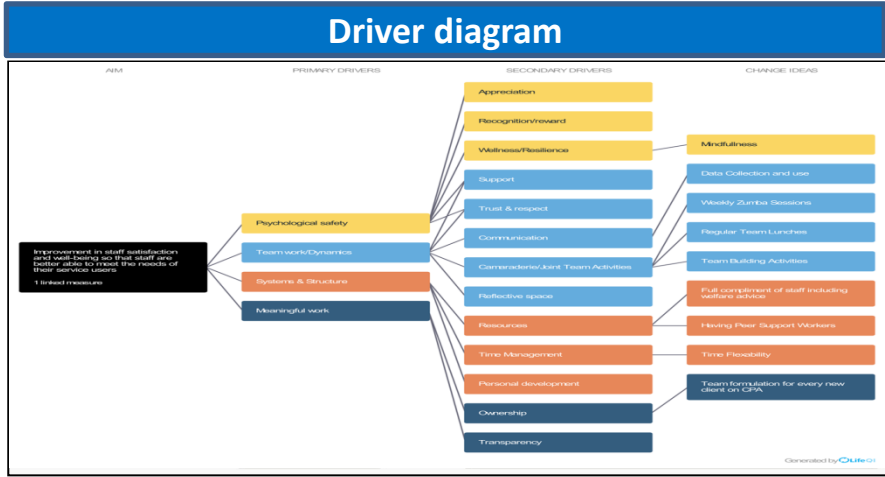 Driver diagram
AIM
PRIMARY DRIVERS
SECONDARY DRIVERS
CHANGE IDEAS
Improvement in staff satisfaction
and well-being so that staff are
better able to meet the needs of
their service users
1 linked measure
Psychological safety
Team work/Dynamics
Systems & Structure
Meaningful work
Appreciation
Recognition/reward
Wellness/Resilience
Support
Trust & respect
Communication
Camaraderie/Joint Team Activities
Reflective space
Resources
Time Management
Personal development
Ownership
Transparency
Mindfullness
Data Collection and use
Weekly Zumba Sessions
Regular Team Lunches
Team Building Activities
Full compliment of staff including
welfare advice
Having Peer Support Workers
Time Flexability
Team formulation for every new
client on CPA
Generated by LifeQI